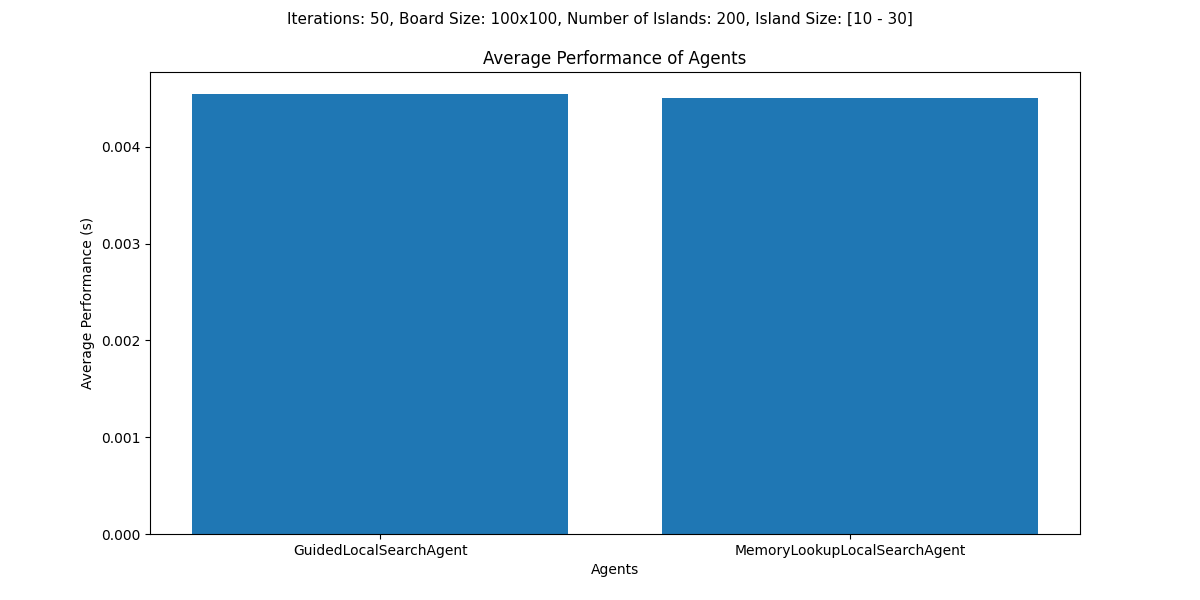 Iterations: 50, Board Size: 100x100, Number of Islands: 200, Island Size: [10 - 30]
Average Performance of Agents
Average Performance (s)
0.004
0.003
0.002
0.001
0.000
GuidedLocalSearchAgent
MemoryLookupLocalSearchAgent
Agents